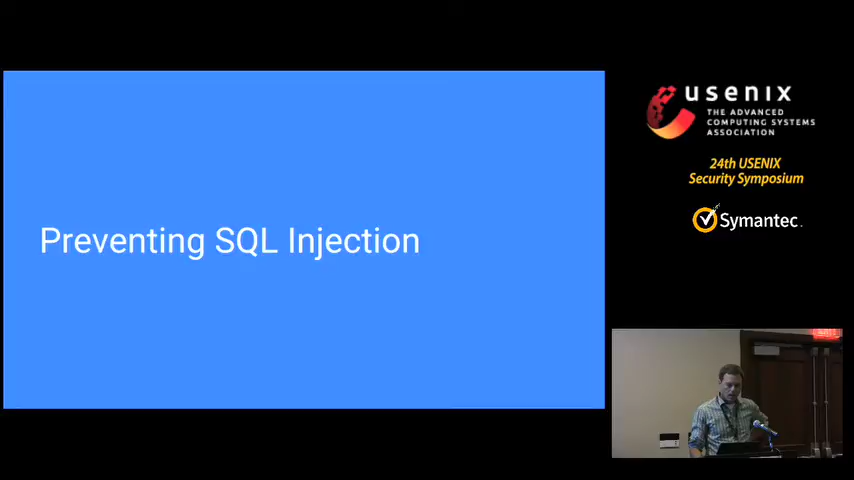 Preventing SQL Injection
usenix
THE ADVANCED
COMPUTING SYSTEMS
ASSOCIATION
24th USENIX
Security Symposium
Symantec.